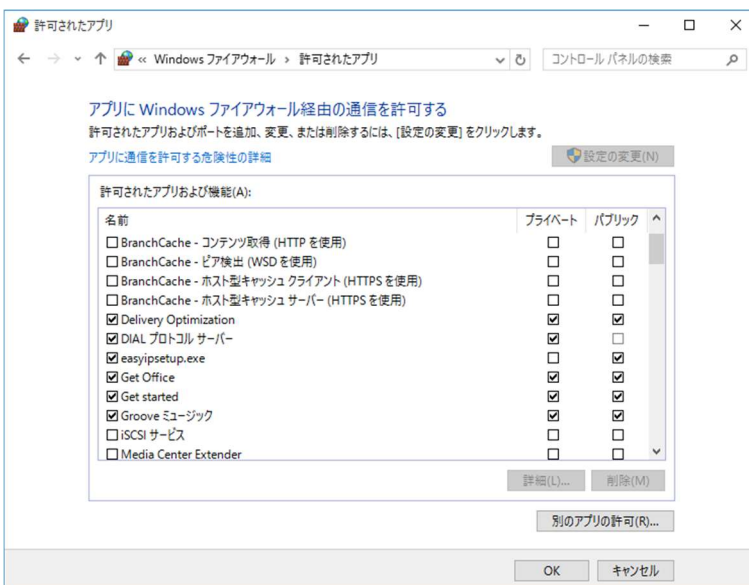 許可されたアプリ
« Windows ファイアウォール › 許可されたアプリ
コントロール パネルの検索
アプリに Windows ファイアウォール経由の通信を許可する
許可されたアプリおよびポートを追加、変更、または削除するには、[設定の変更] をクリックします。
アプリに通信を許可する危険性の詳細
設定の変更(N)
許可されたアプリおよび機能(A):
名前 プライベート パブリック
BranchCache - コンテンツ取得 (HTTP を使用)
BranchCache - ピア検出 (WSD を使用)
BranchCache - ホスト型キャッシュ クライアント (HTTPS を使用)
BranchCache - ホスト型キャッシュ サーバー (HTTPS を使用)
Delivery Optimization
DIAL プロトコル サーバー
easyipsetup.exe
Get Office
Get started
Groove ミュージック
iSCSI サービス
Media Center Extender
詳細(L)... 削除(M)
別のアプリの許可(R)...
OK キャンセル